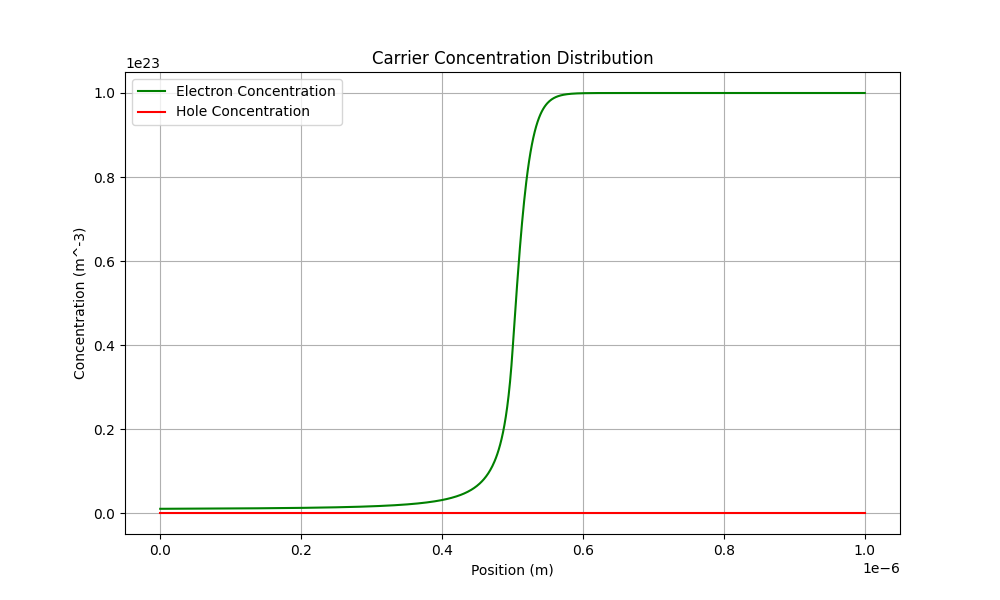 Carrier Concentration Distribution
1e23
Electron Concentration
Hole Concentration
Concentration (m^-3)
1.0
0.8
0.6
0.4
0.2
0.0
0.0 0.2 0.4 0.6 0.8 1.0
1e−6
Position (m)